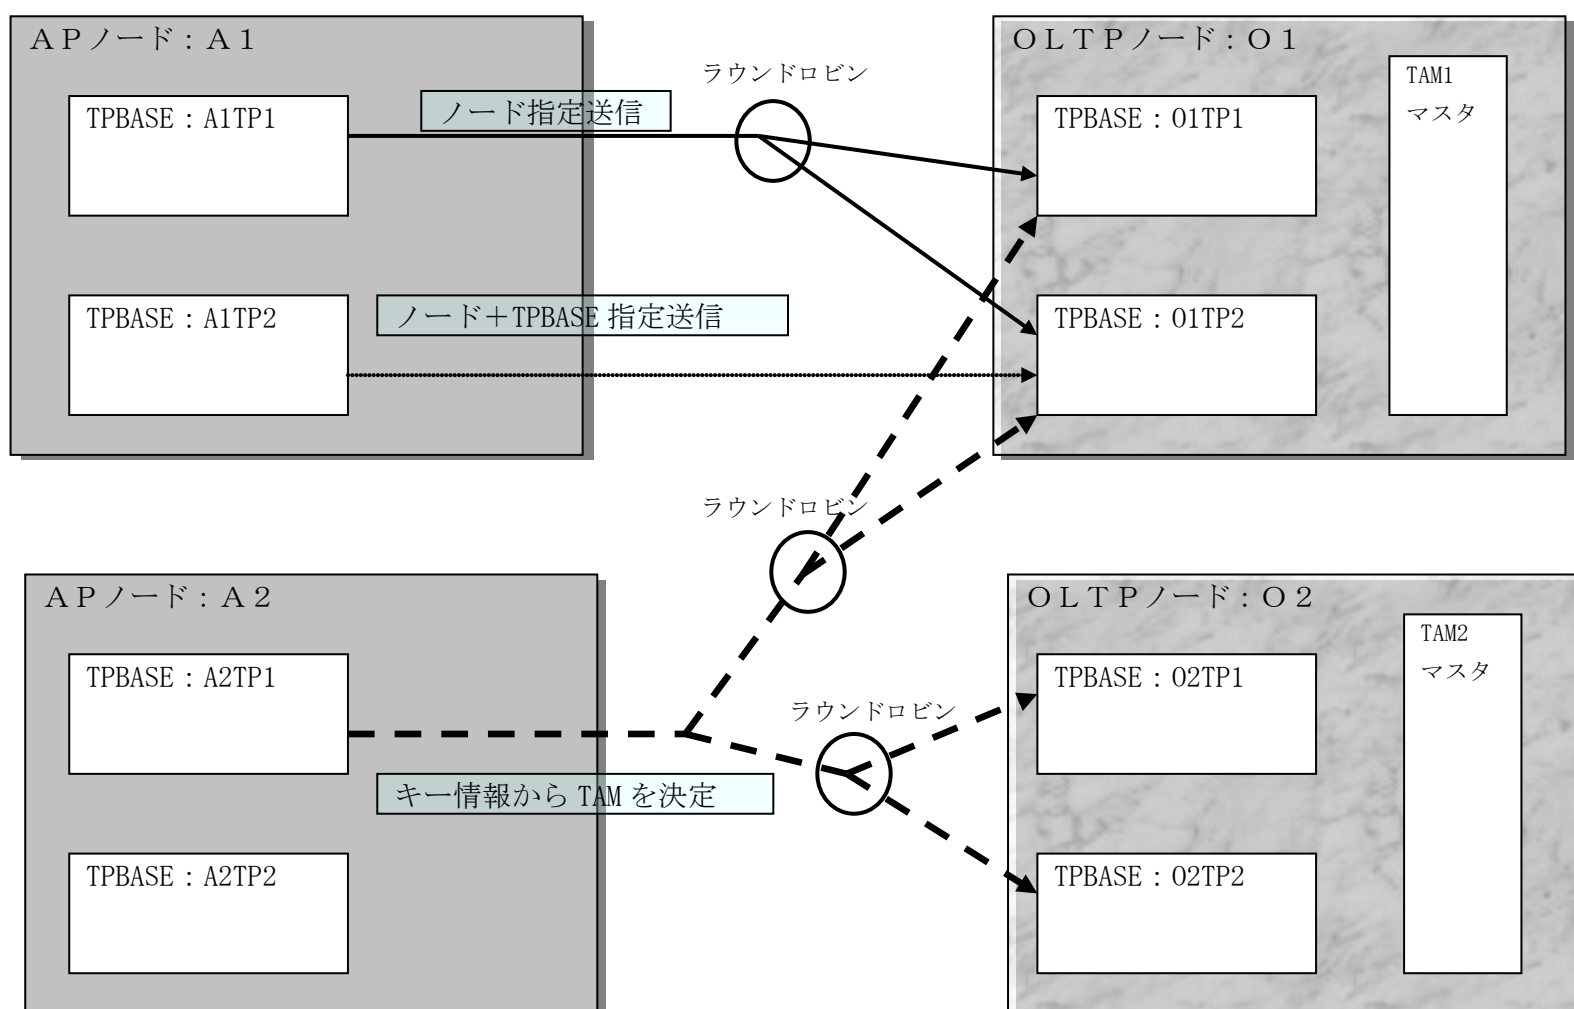 ＡＰノード：Ａ１
TPBASE：A1TP1
ノード指定送信
TPBASE：A1TP2
ノード＋TPBASE 指定送信
ラウンドロビン
ＯＬＴＰノード：Ｏ１
TPBASE：O1TP1
TPBASE：O1TP2
TAM1
マスタ
ラウンドロビン
ＡＰノード：Ａ２
TPBASE：A2TP1
キー情報から TAM を決定
TPBASE：A2TP2
ラウンドロビン
ＯＬＴＰノード：Ｏ２
TPBASE：O2TP1
TPBASE：O2TP2
TAM2
マスタ